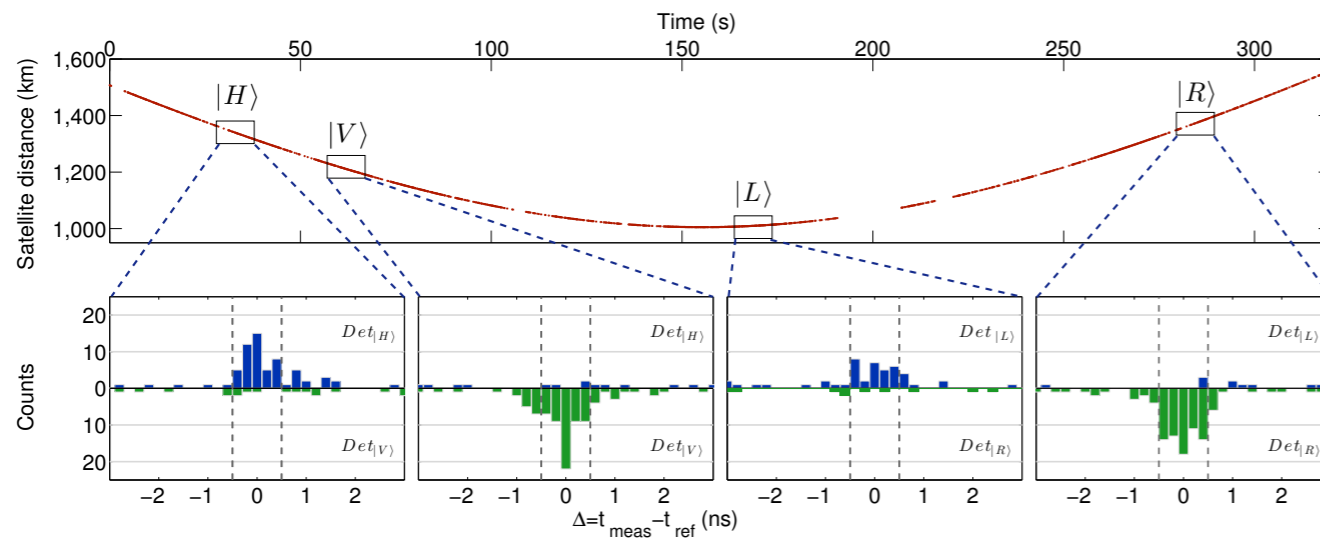 Time (s)
0 50 100 150 200 250 300
Satellite distance (km)
1,600
1,400
1,200
1,000
|H⟩
|V⟩
|L⟩
|R⟩
Counts
20
10
0
10
20
Det|H⟩ Det|H⟩ Det|L⟩ Det|L⟩
Det|V⟩ Det|V⟩ Det|R⟩ Det|R⟩
−2 −1 0 1 2 −2 −1 0 1 2 −2 −1 0 1 2 −2 −1 0 1 2
Δ=t meas−t ref (ns)